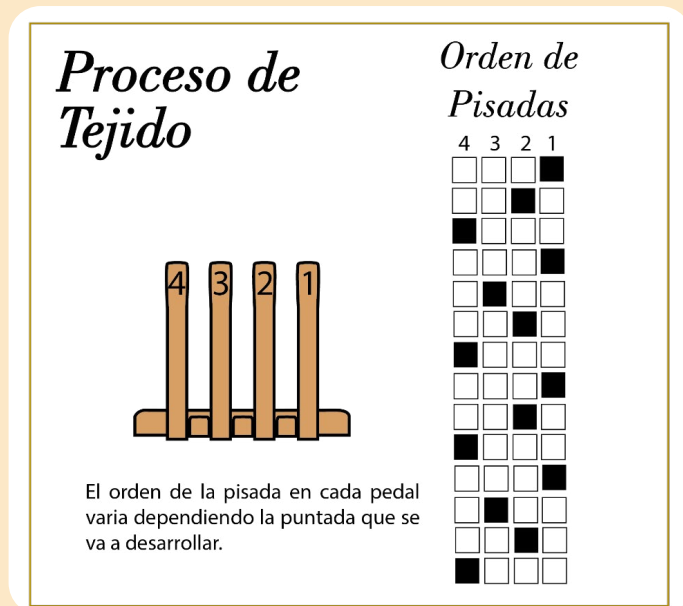 Proceso de
Tejido
4 3 2 1
El orden de la pisada en cada pedal
varia dependiendo la puntada que se
va a desarrollar.
Orden de
Pisadas
4 3 2 1